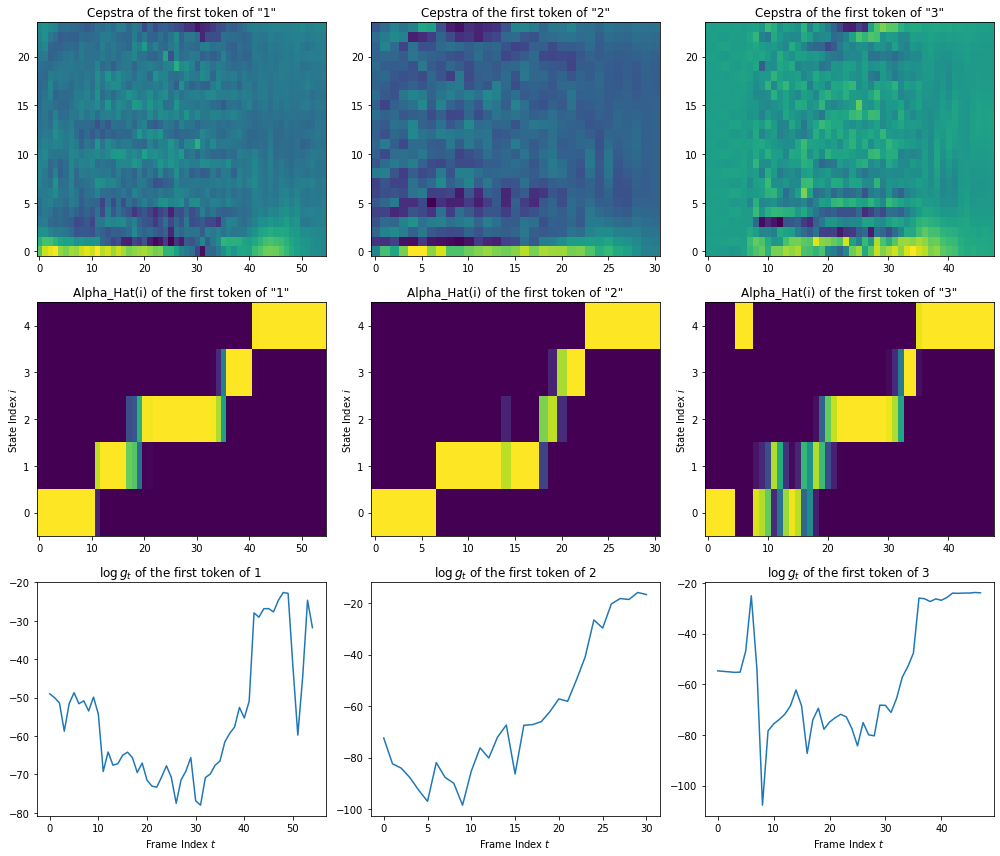 Cepstra of the first token of "1"
Cepstra of the first token of "2"
Cepstra of the first token of "3"
20
15
10
5
0
0 10 20 30 40 50
20
15
10
5
0
0 5 10 15 20 25 30
20
15
10
5
0
0 10 20 30 40
Alpha_Hat(i) of the first token of "1"
Alpha_Hat(i) of the first token of "2"
Alpha_Hat(i) of the first token of "3"
State Index i
4
3
2
1
0
0 10 20 30 40 50
State Index i
4
3
2
1
0
0 5 10 15 20 25 30
State Index i
4
3
2
1
0
0 10 20 30 40
log g_t of the first token of 1
log g_t of the first token of 2
log g_t of the first token of 3
−20
−30
−40
−50
−60
−70
−80
0 10 20 30 40 50
Frame Index t
−20
−40
−60
−80
−100
0 5 10 15 20 25 30
Frame Index t
−20
−40
−60
−80
−100
0 10 20 30 40
Frame Index t